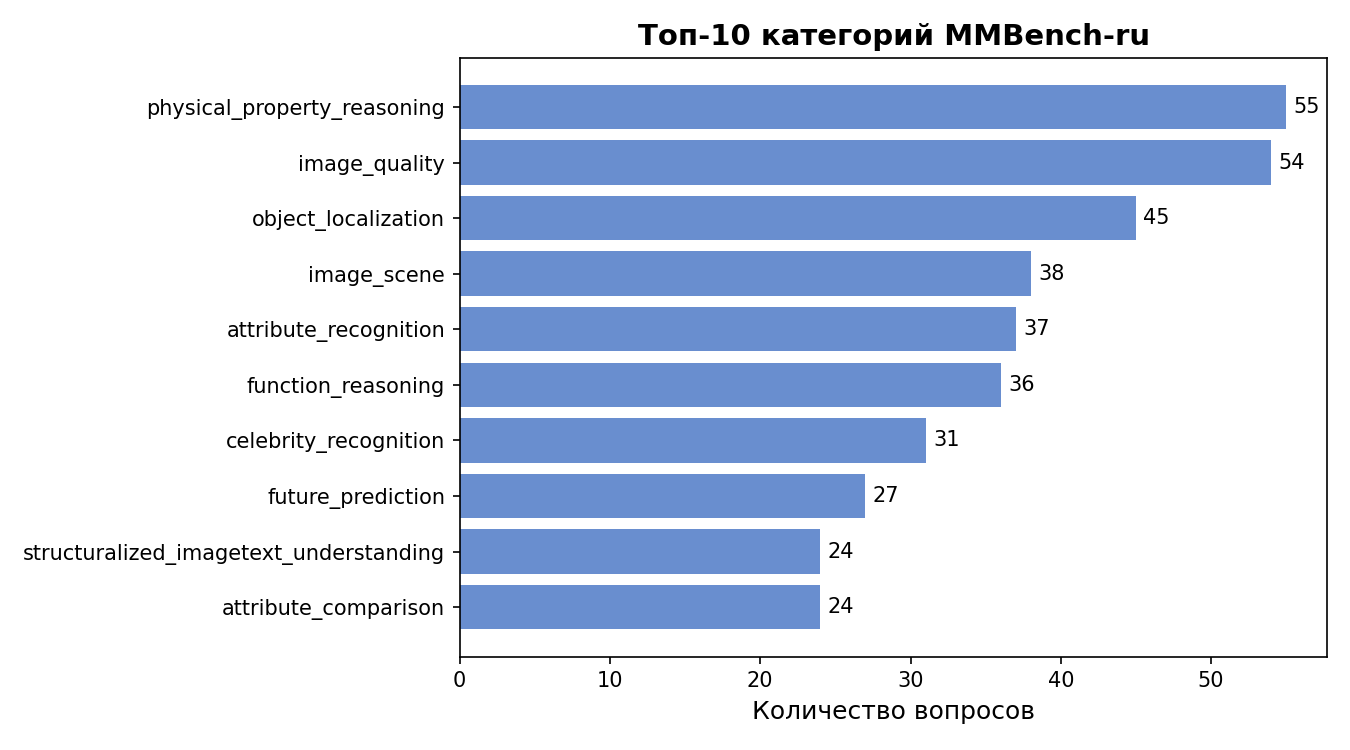 Топ-10 категорий MMBench-ru
physical_property_reasoning 55
image_quality 54
object_localization 45
image_scene 38
attribute_recognition 37
function_reasoning 36
celebrity_recognition 31
future_prediction 27
structuralized_imagetext_understanding 24
attribute_comparison 24
0 10 20 30 40 50
Количество вопросов